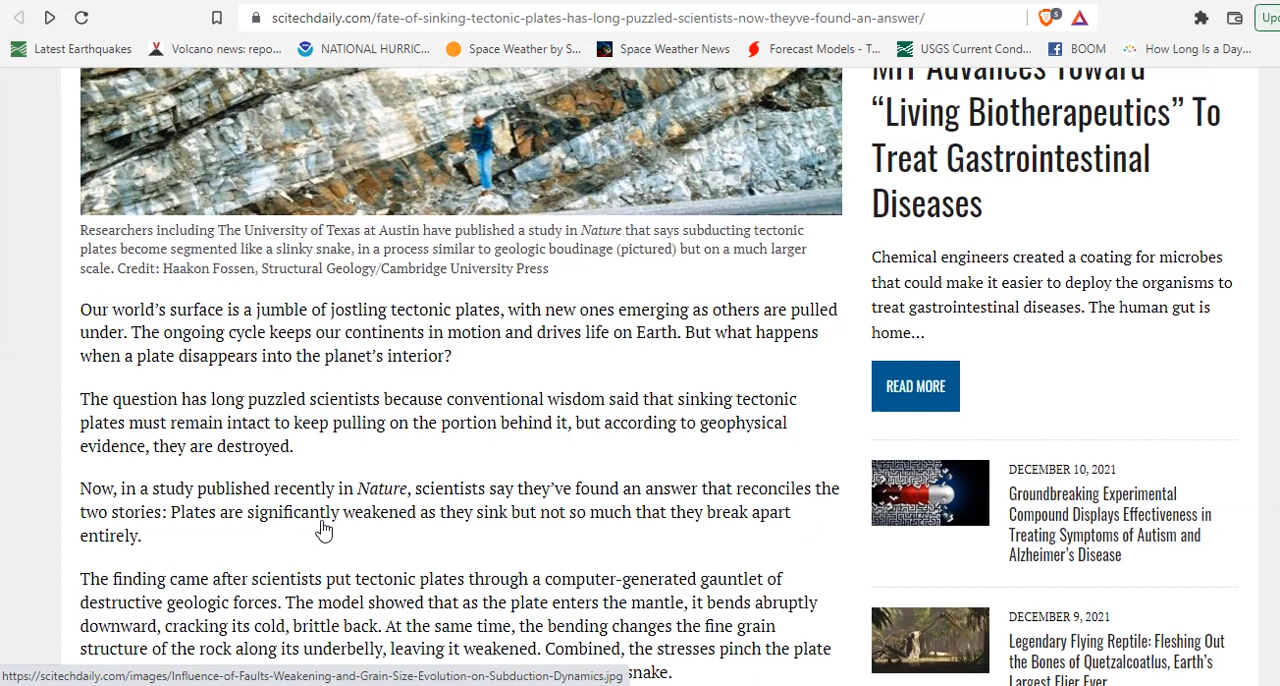 scitechdaily.com/fate-of-sinking-tectonic-plates-has-long-puzzled-scientists-now-theyve-found-an-answer/
5
Latest Earthquakes
Volcano news: repo...
NATIONAL HURRIC...
Space Weather by S...
Space Weather News
Forecast Models - T...
USGS Current Cond...
BOOM
How Long Is a Day...
Researchers including The University of Texas at Austin have published a study in Nature that says subducting tectonic
plates become segmented like a slinky snake, in a process similar to geologic boudinage (pictured) but on a much larger
scale. Credit: Haakon Fossen, Structural Geology/Cambridge University Press
Our world’s surface is a jumble of jostling tectonic plates, with new ones emerging as others are pulled
under. The ongoing cycle keeps our continents in motion and drives life on Earth. But what happens
when a plate disappears into the planet’s interior?
The question has long puzzled scientists because conventional wisdom said that sinking tectonic
plates must remain intact to keep pulling on the portion behind it, but according to geophysical
evidence, they are destroyed.
Now, in a study published recently in Nature, scientists say they’ve found an answer that reconciles the
two stories: Plates are significantly weakened as they sink but not so much that they break apart
entirely.
The finding came after scientists put tectonic plates through a computer-generated gauntlet of
destructive geologic forces. The model showed that as the plate enters the mantle, it bends abruptly
downward, cracking its cold, brittle back. At the same time, the bending changes the fine grain
structure of the rock along its underbelly, leaving it weakened. Combined, the stresses pinch the plate
snake.
https://scitechdaily.com/images/Influence-of-Faults-Weakening-and-Grain-Size-Evolution-on-Subduction-Dynamics.jpg
MIT Advances Toward
“Living Biotherapeutics” To
Treat Gastrointestinal
Diseases
Chemical engineers created a coating for microbes
that could make it easier to deploy the organisms to
treat gastrointestinal diseases. The human gut is
home…
READ MORE
DECEMBER 10, 2021
Groundbreaking Experimental
Compound Displays Effectiveness in
Treating Symptoms of Autism and
Alzheimer’s Disease
DECEMBER 9, 2021
Legendary Flying Reptile: Fleshing Out
the Bones of Quetzalcoatlus, Earth’s
Largest Flier Ever